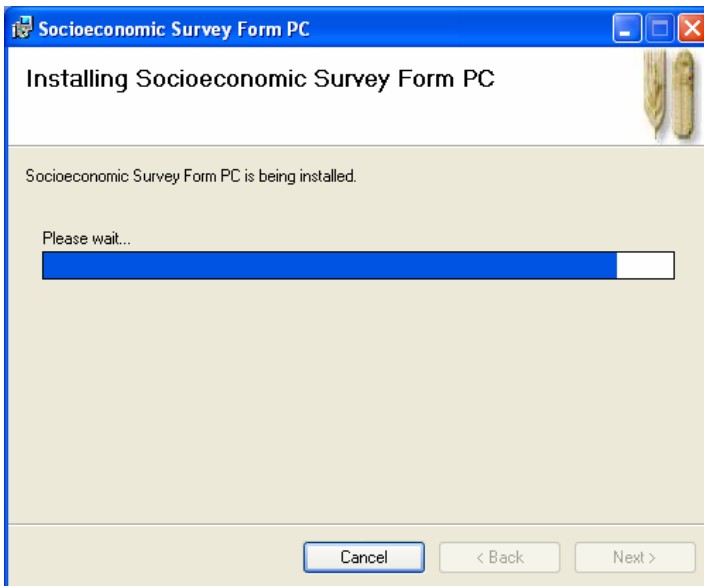 Socioeconomic Survey Form PC
Installing Socioeconomic Survey Form PC
Socioeconomic Survey Form PC is being installed.
Please wait...
Cancel
< Back
Next >